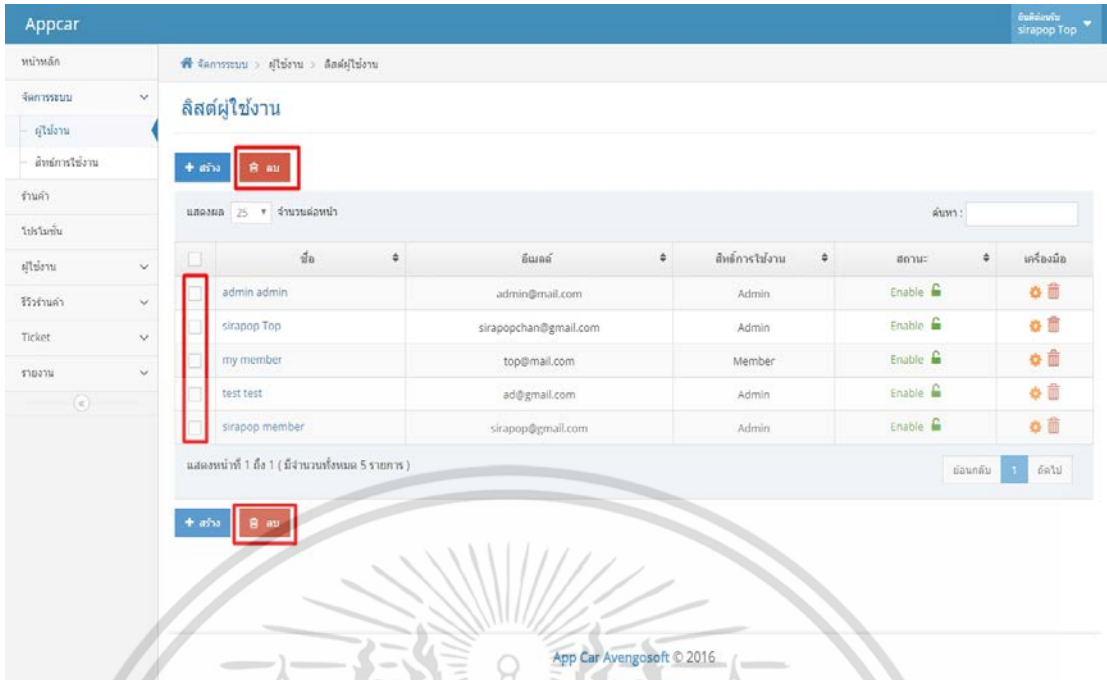 Appcar
ยินดีต้อนรับ
sirapop Top
หน้าหลัก
จัดการระบบ
ผู้ใช้งาน
สิทธ์การใช้งาน
ร้านค้า
โปรโมชั่น
ผู้ใช้งาน
รีวิวร้านค้า
Ticket
รายงาน
จัดการระบบ > ผู้ใช้งาน > ลิสต์ผู้ใช้งาน
ลิสต์ผู้ใช้งาน
+ สร้าง ลบ
แสดงผล 25 จำนวนต่อหน้า ค้นหา :
ชื่อ อีเมลล์ สิทธิ์การใช้งาน สถานะ เครื่องมือ
admin admin admin@mail.com Admin Enable
sirapop Top sirapopchan@gmail.com Admin Enable
my member top@mail.com Member Enable
test test ad@gmail.com Admin Enable
sirapop member sirapop@gmail.com Admin Enable
แสดงหน้าที่ 1 ถึง 1 ( มีจำนวนทั้งหมด 5 รายการ ) ย้อนกลับ 1 ถัดไป
+ สร้าง ลบ
App Car Avengosoft © 2016